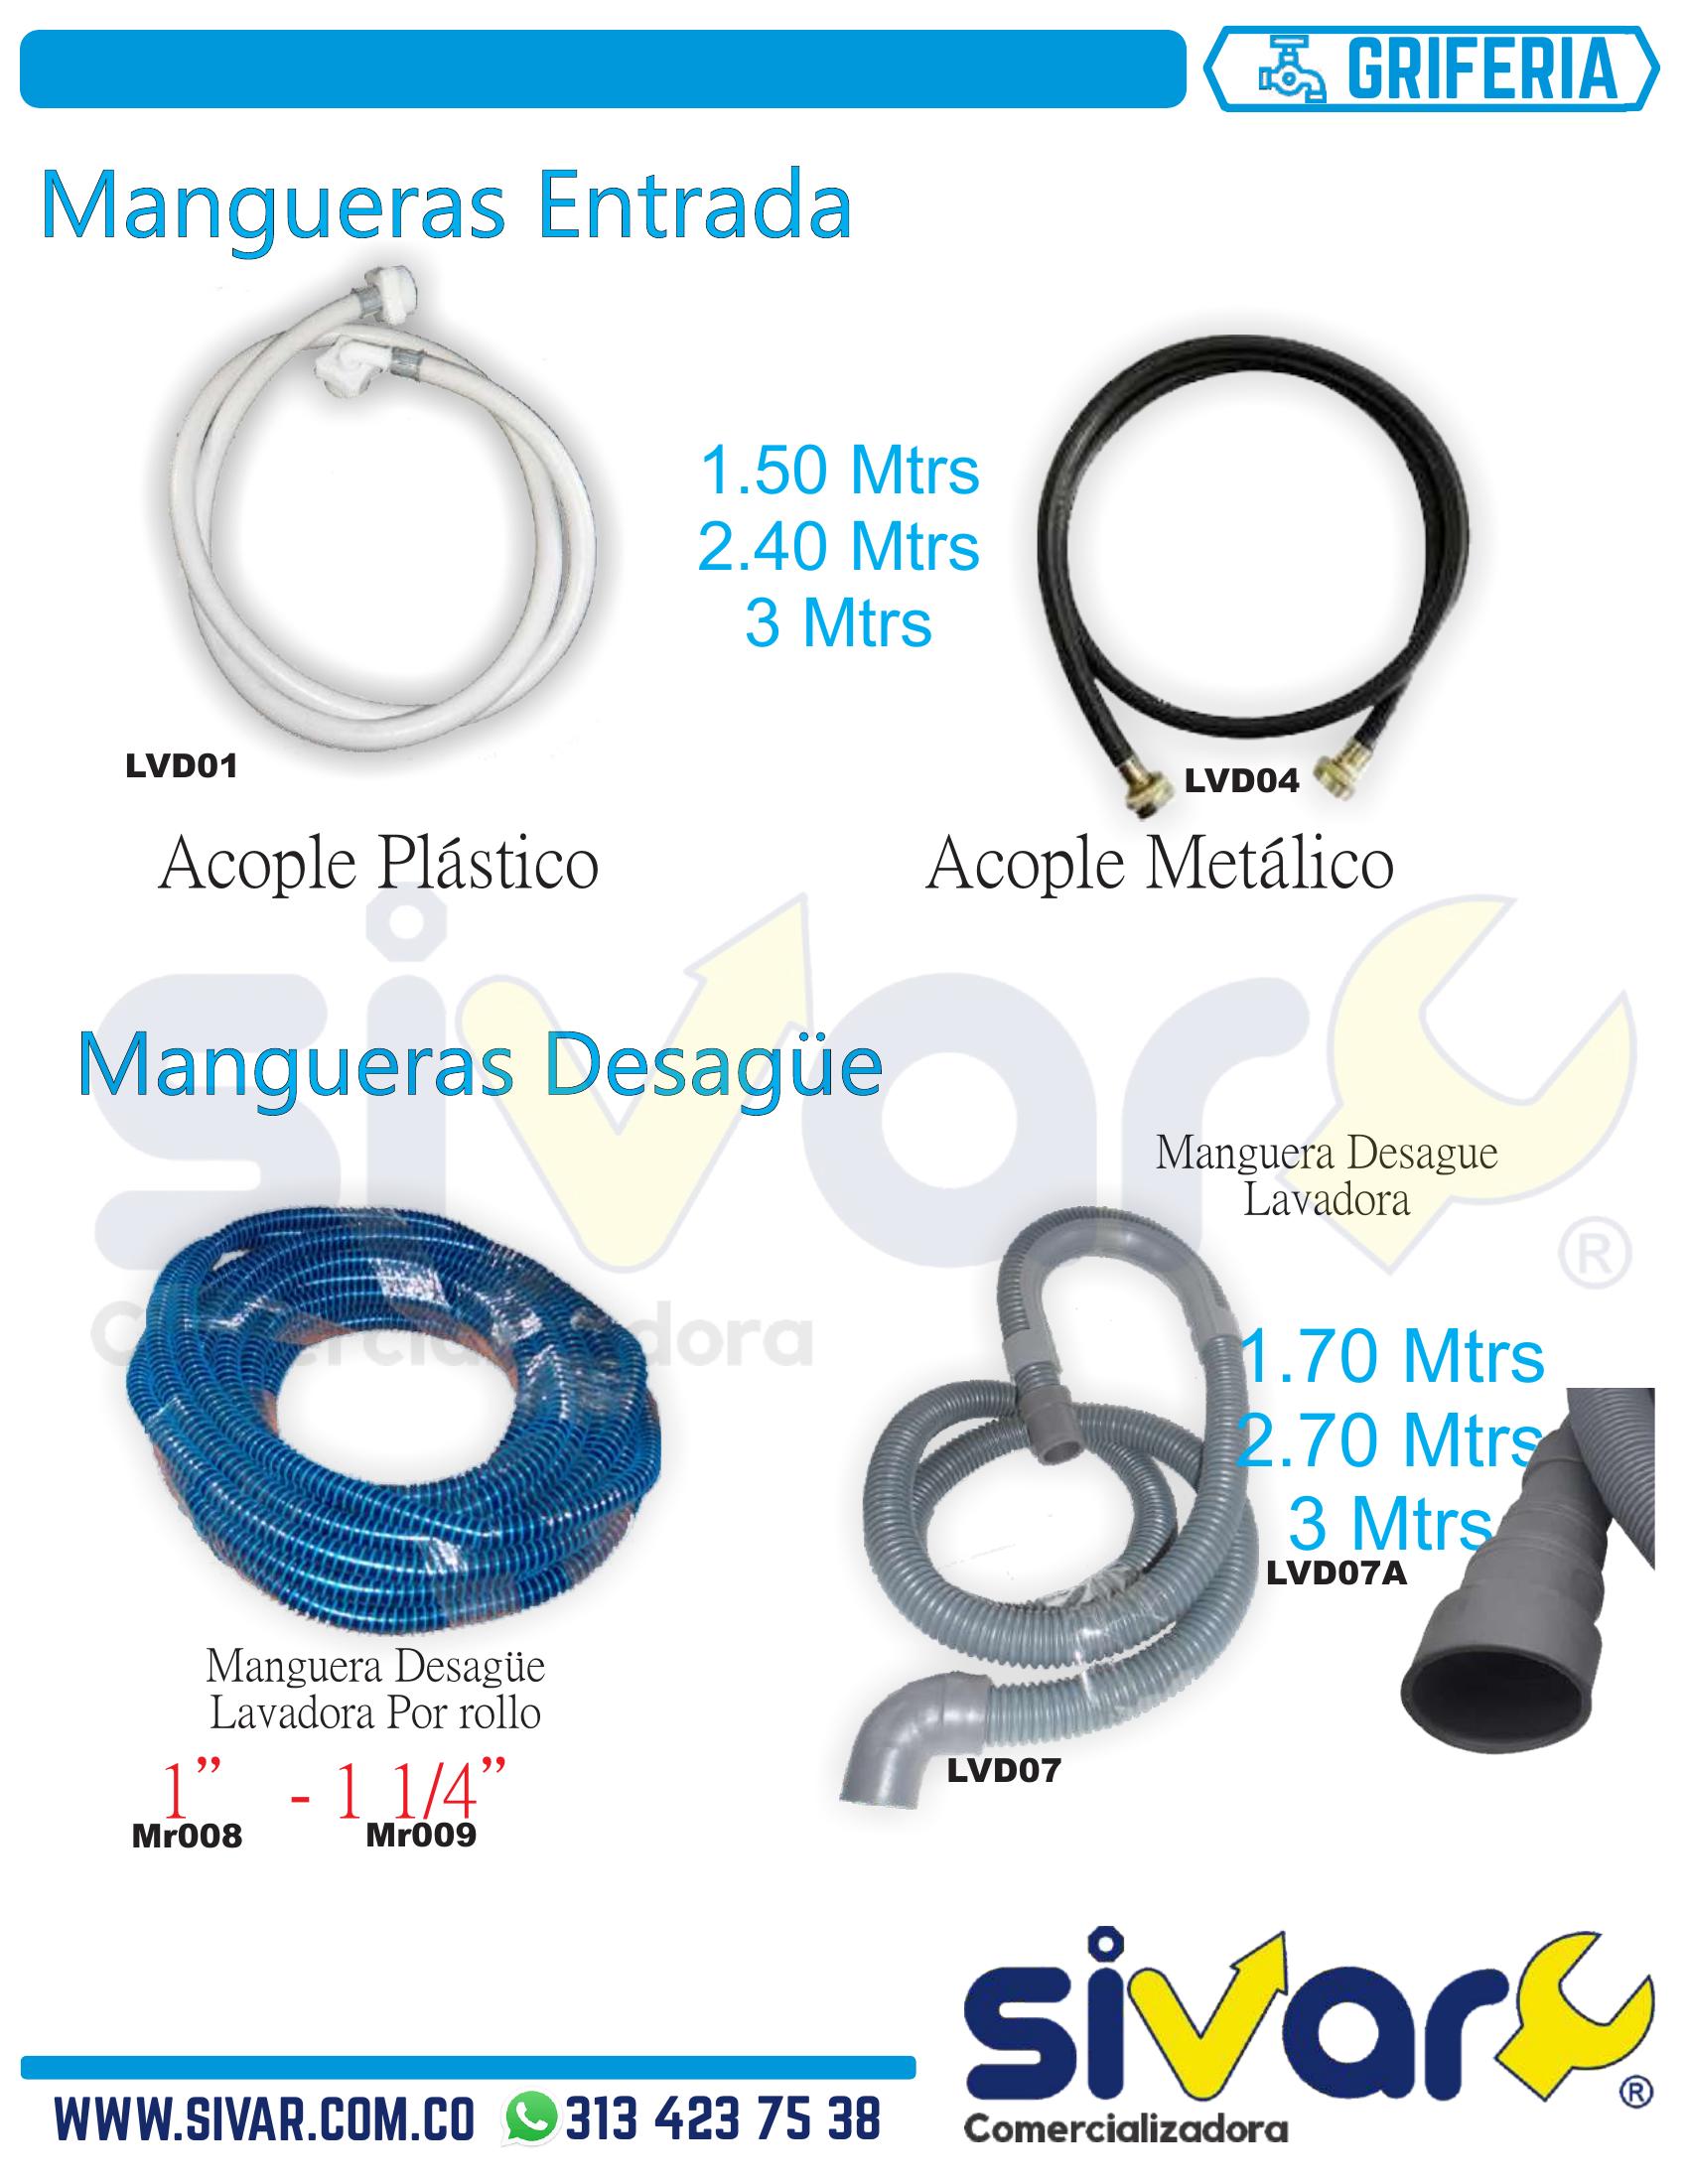 GRIFERIA
Mangueras Entrada
1.50 Mtrs
2.40 Mtrs
3 Mtrs
LVD01
LVD04
Acople Plástico
Acople Metálico
sivar
Comercializadora
®
Mangueras Desagüe
Manguera Desague
Lavadora
1.70 Mtrs
2.70 Mtrs
3 Mtrs
LVD07A
Manguera Desagüe
Lavadora Por rollo
1” - 1 1/4”
Mr008
Mr009
LVD07
sivar
®
Comercializadora
WWW.SIVAR.COM.CO
313 423 75 38